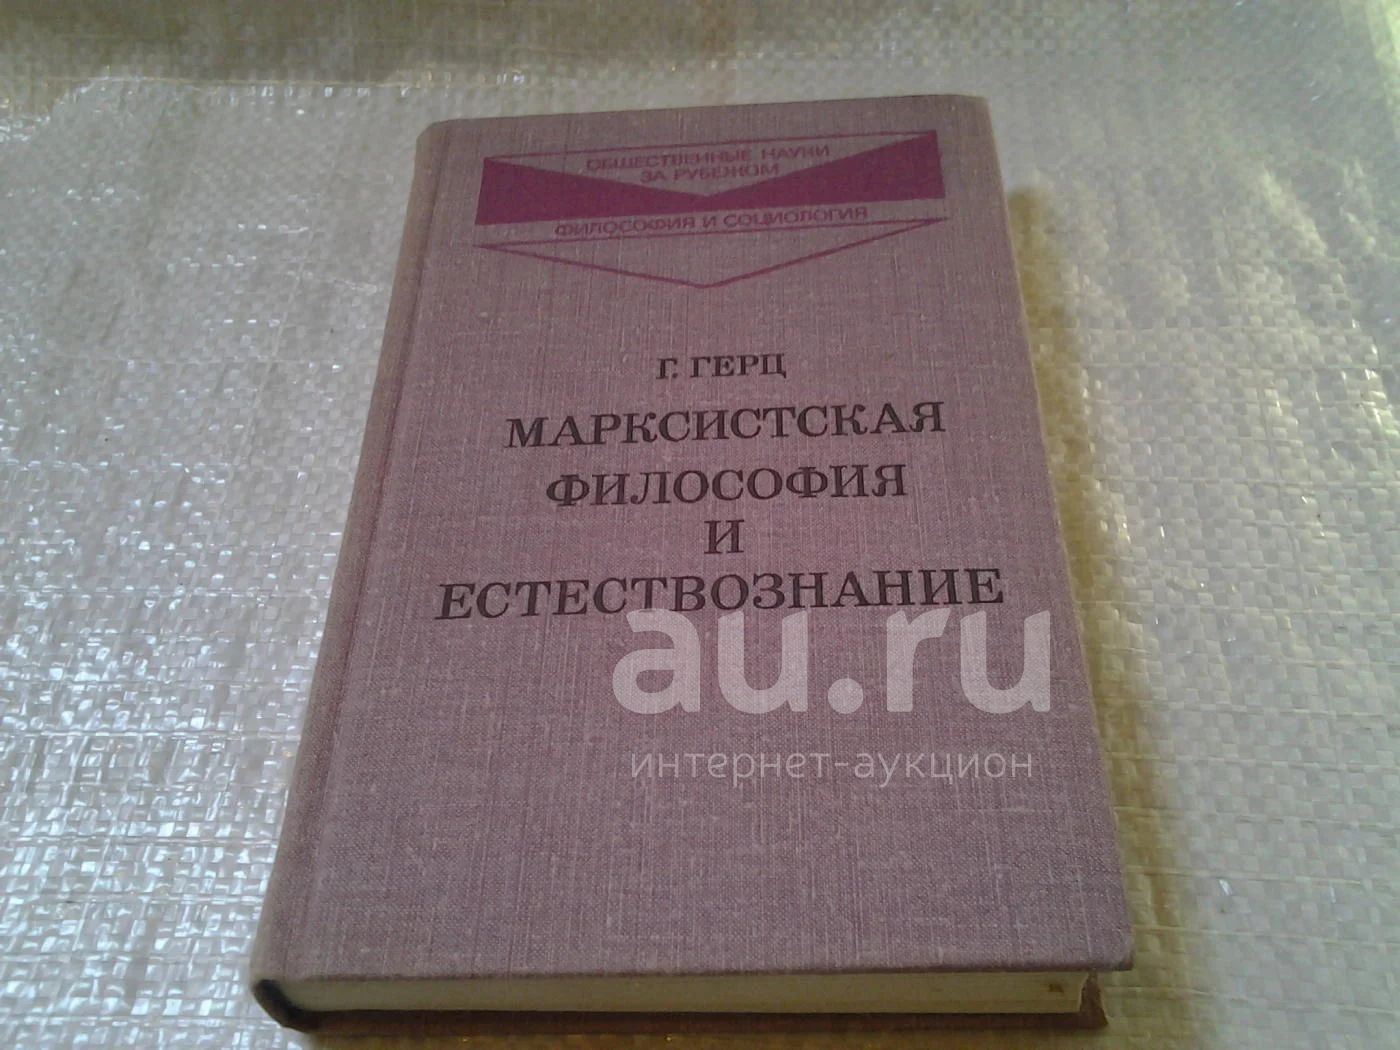 ОБЩЕСТВЕННЫЕ НАУКИ
ЗА РУБЕЖОМ
ФИЛОСОФИЯ И СОЦИОЛОГИЯ
Г. ГЕРЦ
МАРКСИСТСКАЯ
ФИЛОСОФИЯ
И
ЕСТЕСТВОЗНАНИЕ
au.ru
интернет-аукцион